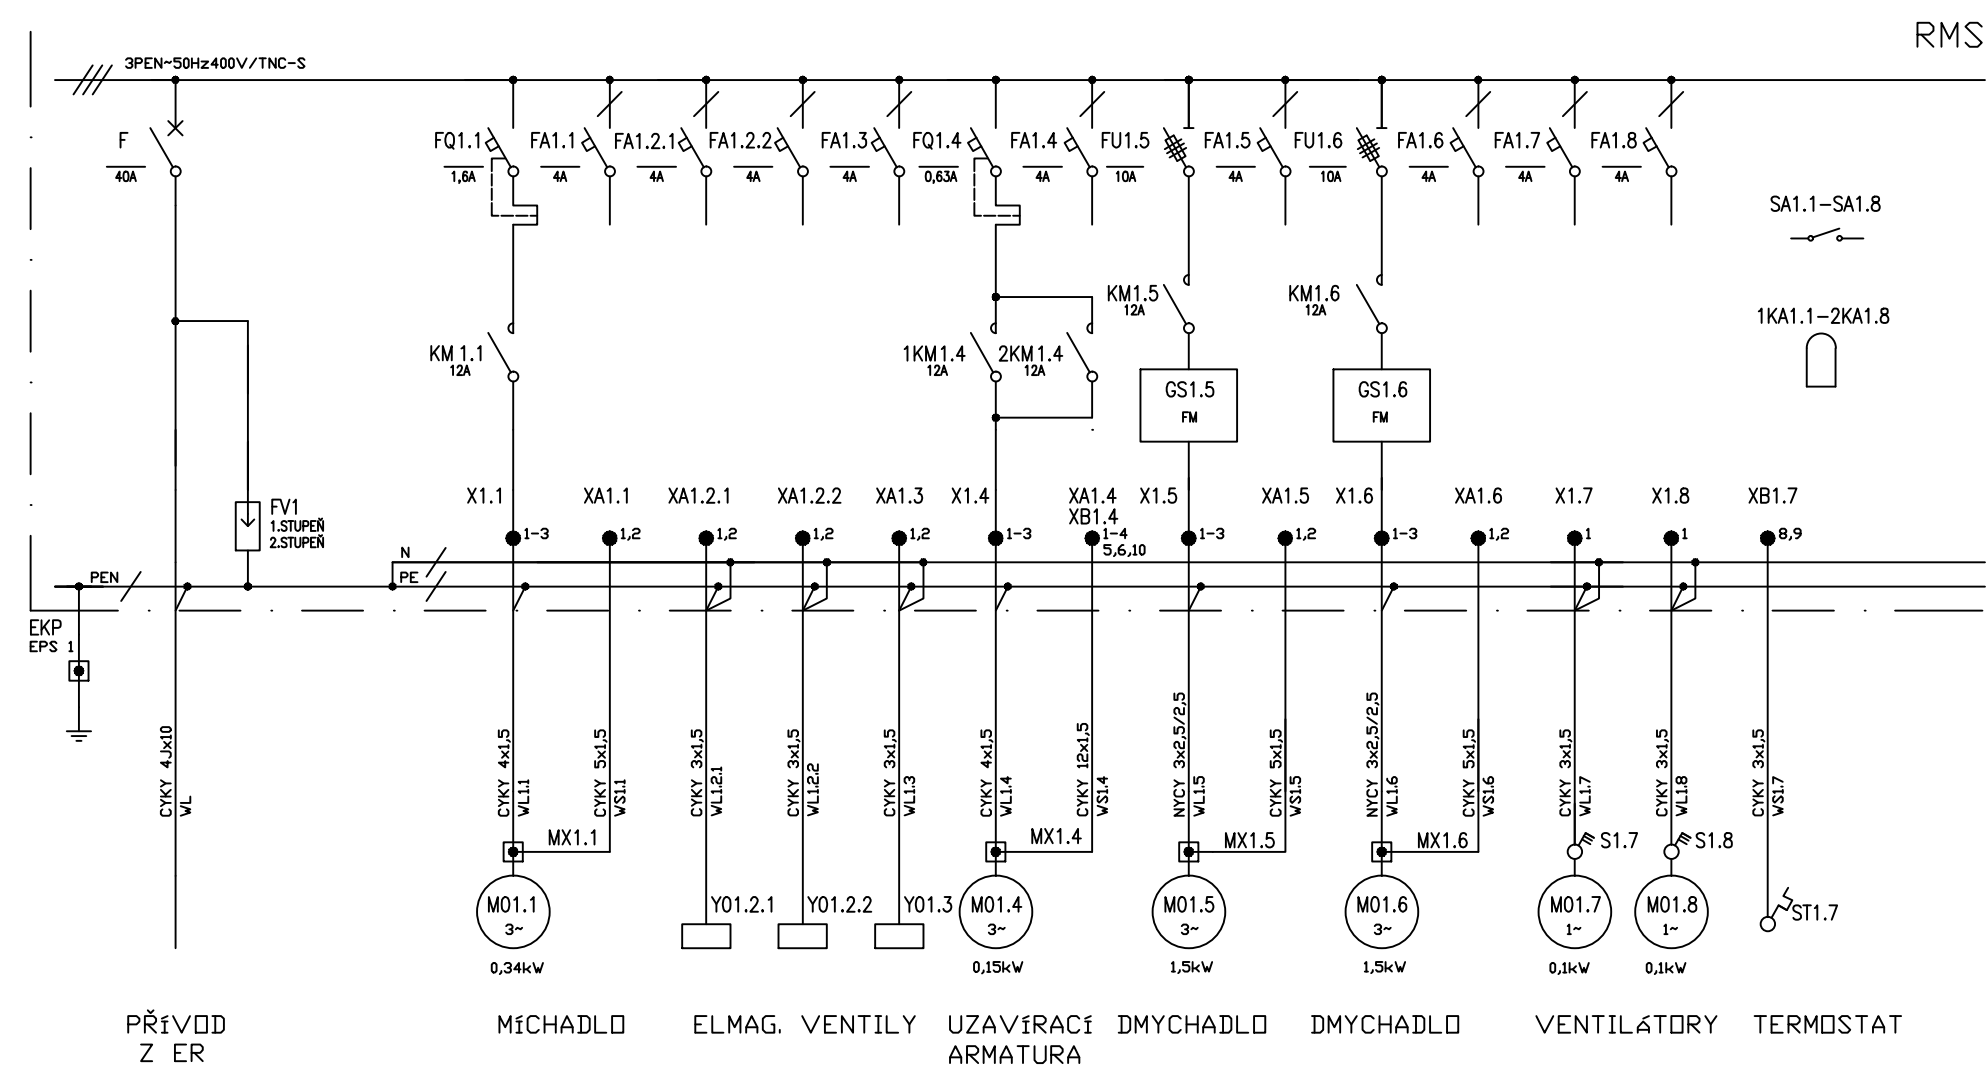 RMS
3PEN~50Hz400V/TNC-S
F
40A
FQ1.1
1,6A
FA1.1
4A
FA1.2.1
4A
FA1.2.2
4A
FA1.3
4A
FQ1.4
0,63A
FA1.4
4A
FU1.5
10A
FA1.5
4A
FU1.6
10A
FA1.6
4A
FA1.7
4A
FA1.8
4A
SA1.1-SA1.8
1KA1.1-2KA1.8
KM1.1
12A
1KM1.4
12A
2KM1.4
12A
KM1.5
12A
KM1.6
12A
GS1.5
FM
GS1.6
FM
FV1
1.STUPEŇ
2.STUPEŇ
X1.1
1-3
XA1.1
1,2
XA1.2.1
1,2
XA1.2.2
1,2
XA1.3
1,2
X1.4
1-3
XA1.4
XB1.4
1-4
5,6,10
X1.5
1-3
XA1.5
1,2
X1.6
1-3
XA1.6
1,2
X1.7
1
X1.8
1
XB1.7
8,9
N
PEN
PE
EKP
EPS 1
CYKY 4Jx10
WL
CYKY 4x1,5
WL1.1
CYKY 5x1,5
WS1.1
CYKY 3x1,5
WL1.2.1
CYKY 3x1,5
WL1.2.2
CYKY 3x1,5
WL1.3
CYKY 4x1,5
WL1.4
CYKY 12x1,5
WS1.4
NYCY 3x2,5/2,5
WL1.5
CYKY 5x1,5
WS1.5
NYCY 3x2,5/2,5
WL1.6
CYKY 5x1,5
WS1.6
CYKY 3x1,5
WL1.7
CYKY 3x1,5
WL1.8
CYKY 3x1,5
WS1.7
MX1.1
MX1.4
MX1.5
MX1.6
S1.7
S1.8
M01.1
3~
0,34kW
Y01.2.1
Y01.2.2
Y01.3
M01.4
3~
0,15kW
M01.5
3~
1,5kW
M01.6
3~
1,5kW
M01.7
1~
0,1kW
M01.8
1~
0,1kW
ST1.7
PŘíVOD
Z ER
MíCHADLO
ELMAG. VENTILY
UZAVíRACí
ARMATURA
DMYCHADLO
DMYCHADLO
VENTILáTORY
TERMOSTAT